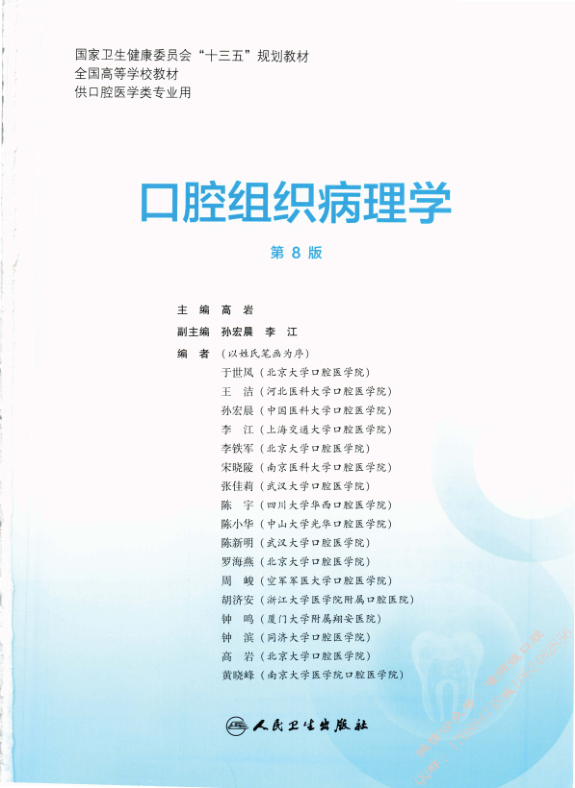 国家卫生健康委员会“十三五”规划教材
全国高等学校教材
供口腔医学类专业用
口腔组织病理学
第 8 版
主　编　高　岩
副主编　孙宏晨　李　江
编　者（以姓氏笔画为序）
于世凤（北京大学口腔医学院）
王　洁（河北医科大学口腔医学院）
孙宏晨（中国医科大学口腔医学院）
李　江（上海交通大学口腔医学院）
李铁军（北京大学口腔医学院）
宋晓陵（南京医科大学口腔医学院）
张佳莉（武汉大学口腔医学院）
陈　宇（四川大学华西口腔医学院）
陈小华（中山大学光华口腔医学院）
陈新明（武汉大学口腔医学院）
罗海燕（北京大学口腔医学院）
周　峻（空军军医大学口腔医学院）
胡济安（浙江大学医学院附属口腔医院）
钟　鸣（厦门大学附属翔安医院）
钟　滨（同济大学口腔医学院）
高　岩（北京大学口腔医学院）
黄晓峰（南京大学医学院口腔医学院）
人民卫生出版社